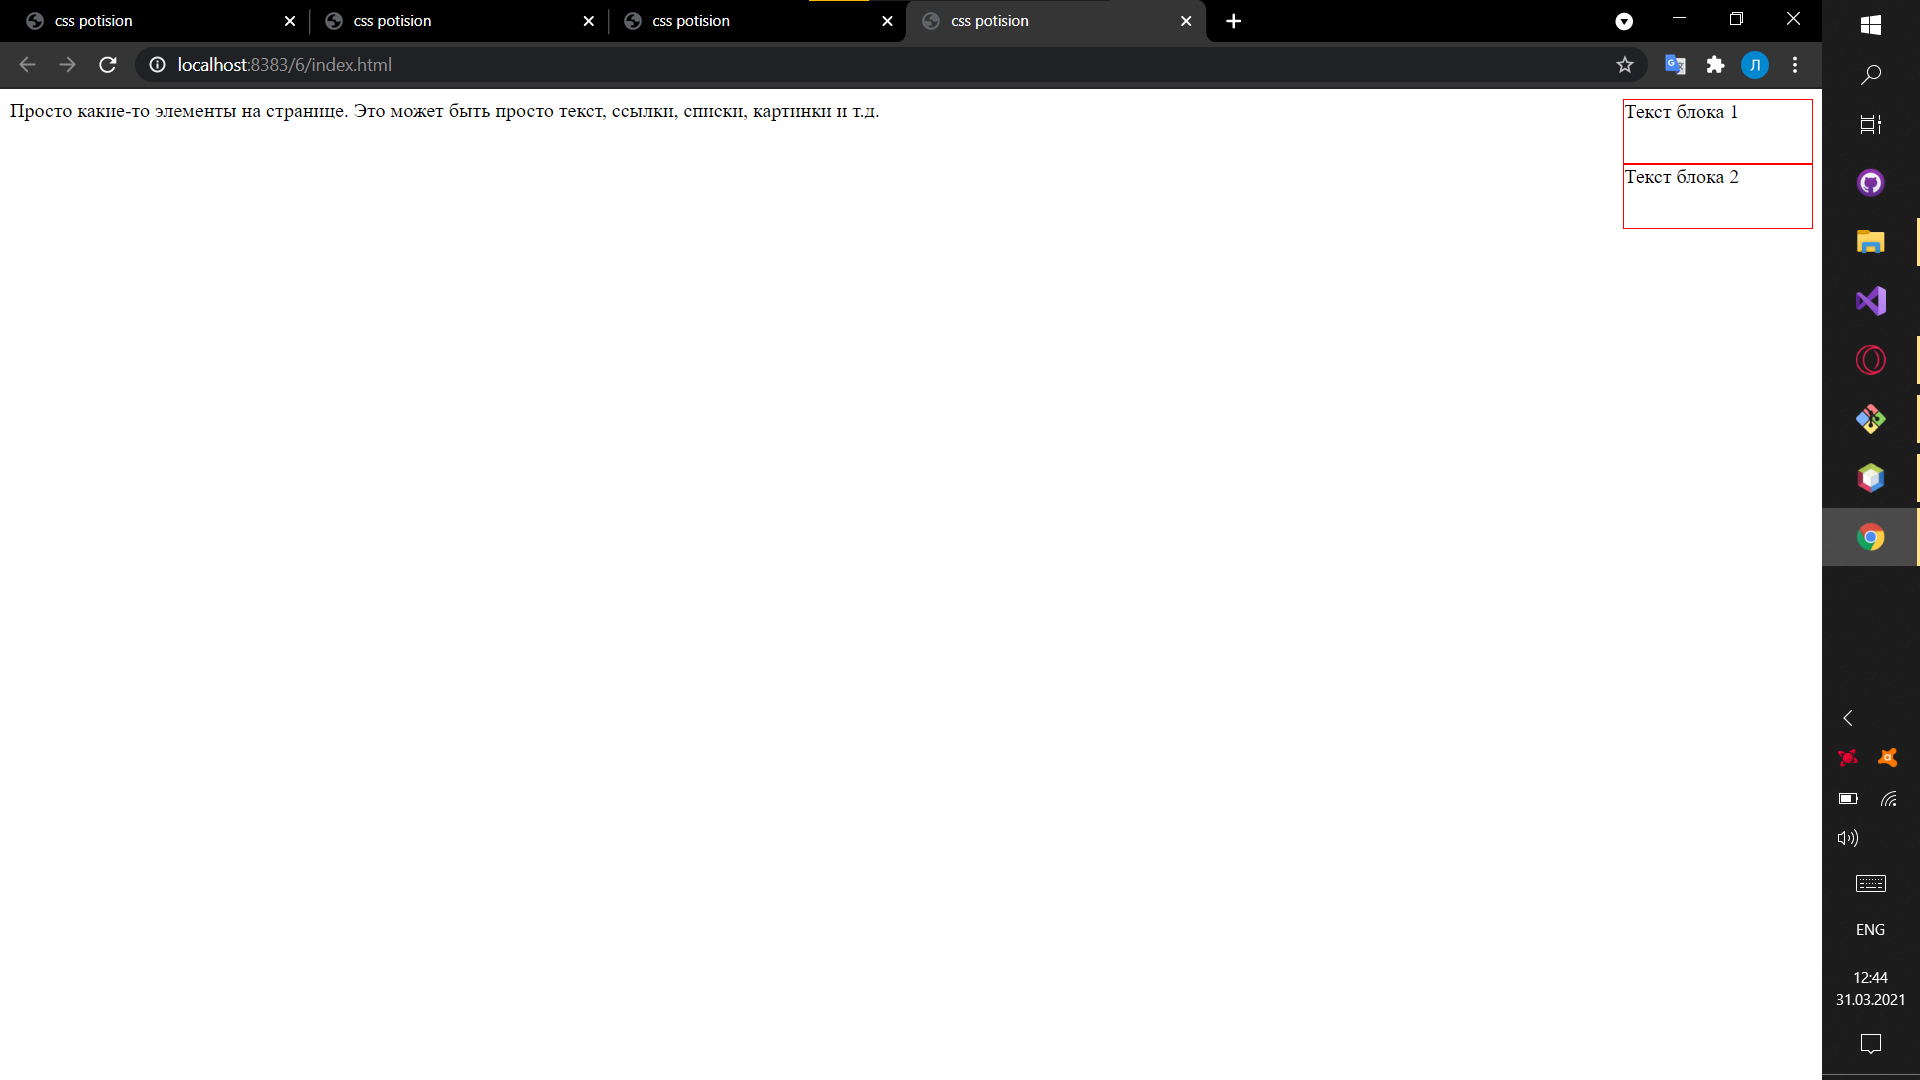 css potision
css potision
css potision
css potision
localhost:8383/6/index.html
Л
Просто какие-то элементы на странице. Это может быть просто текст, ссылки, списки, картинки и т.д.
Текст блока 1
Текст блока 2
ENG
12:44
31.03.2021